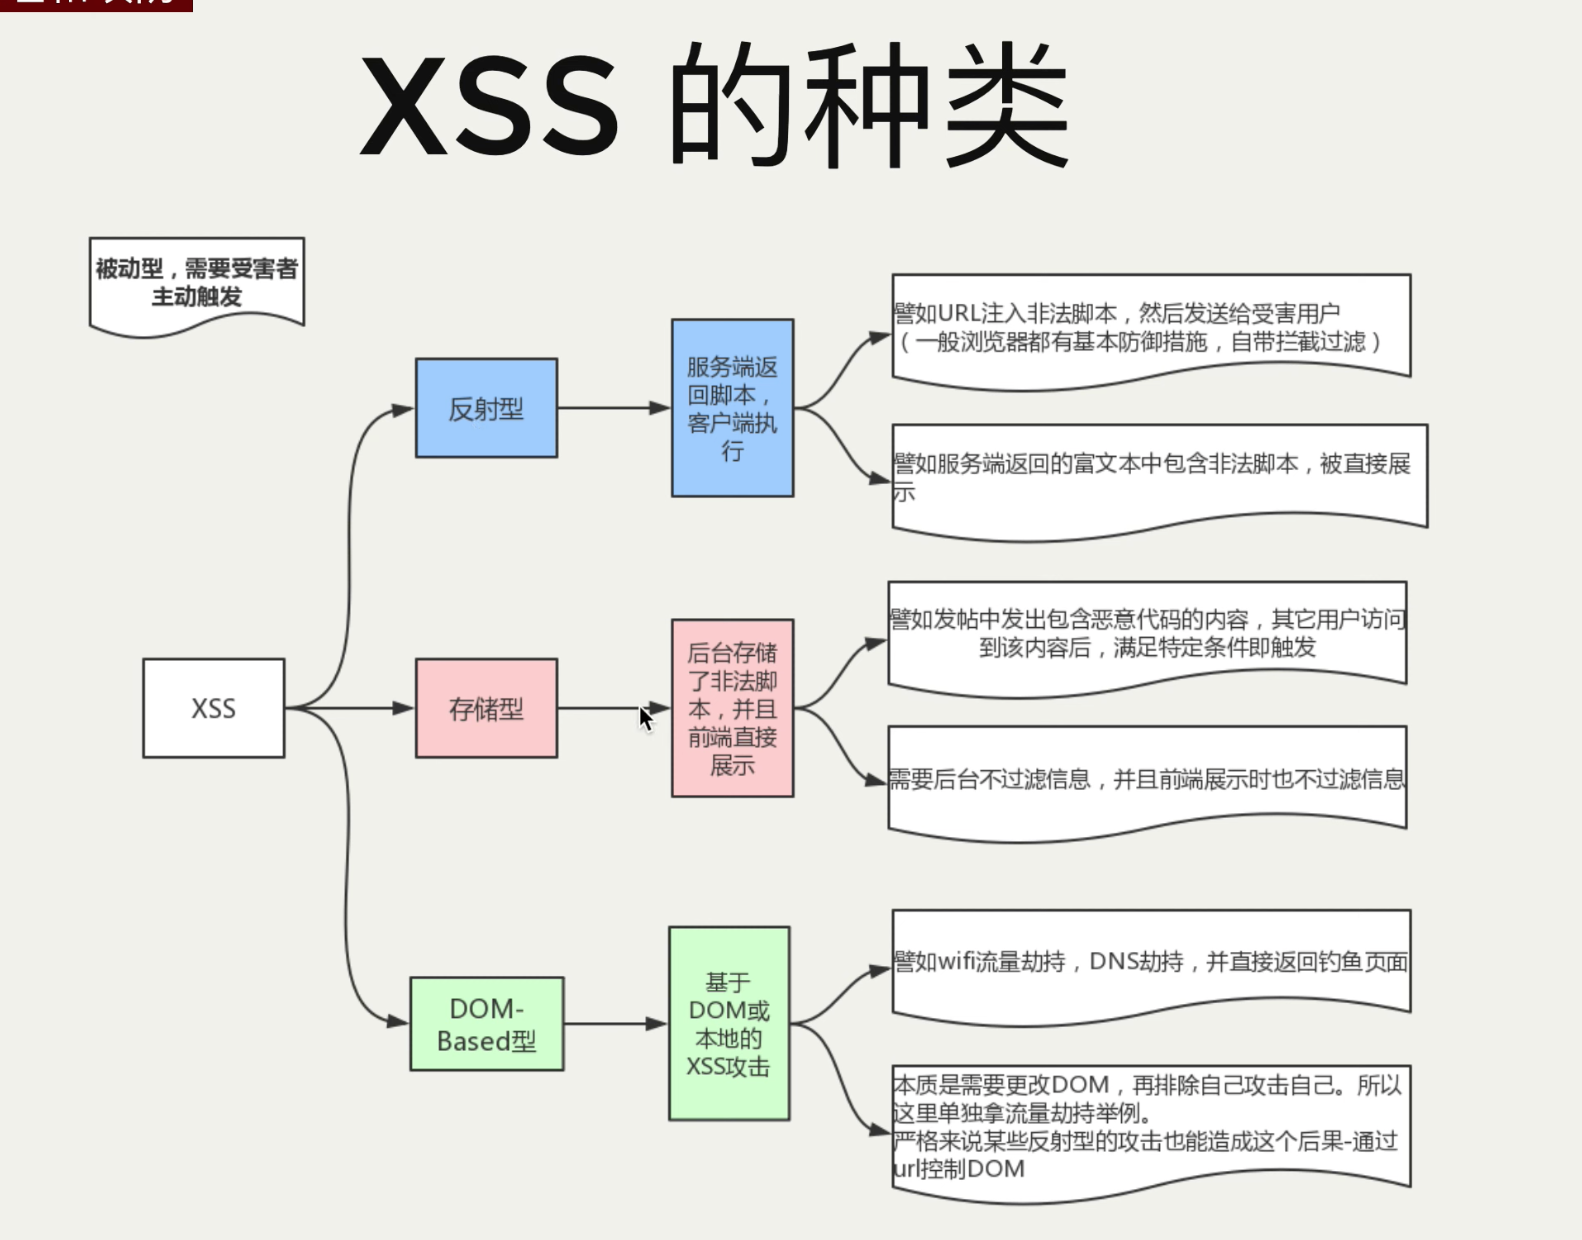 XSS 的种类
被动型，需要受害者
主动触发
反射型
服务端返
回脚本，
客户端执
行
譬如URL注入非法脚本，然后发送给受害用户
（一般浏览器都有基本防御措施，自带拦截过滤）
譬如服务端返回的富文本中包含非法脚本，被直接展
示
XSS
存储型
后台存储
了非法脚
本，并且
前端直接
展示
譬如发帖中发出包含恶意代码的内容，其它用户访问
到该内容后，满足特定条件即触发
需要后台不过滤信息，并且前端展示时也不过滤信息
DOM-
Based型
基于
DOM或
本地的
XSS攻击
譬如wifi流量劫持，DNS劫持，并直接返回钓鱼页面
本质是需要更改DOM，再排除自己攻击自己。所以
这里单独拿流量劫持举例。
严格来说某些反射型的攻击也能造成这个后果-通过
url控制DOM